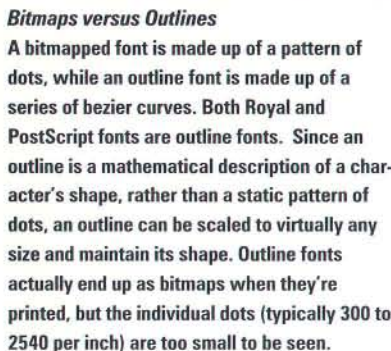 Bitmaps versus Outlines
A bitmapped font is made up of a pattern of
dots, while an outline font is made up of a
series of bezier curves. Both Royal and
PostScript fonts are outline fonts.  Since an
outline is a mathematical description of a char-
acter's shape, rather than a static pattern of
dots, an outline can be scaled to virtually any
size and maintain its shape. Outline fonts
actually end up as bitmaps when they're
printed, but the individual dots (typically 300 to
2540 per inch) are too small to be seen.